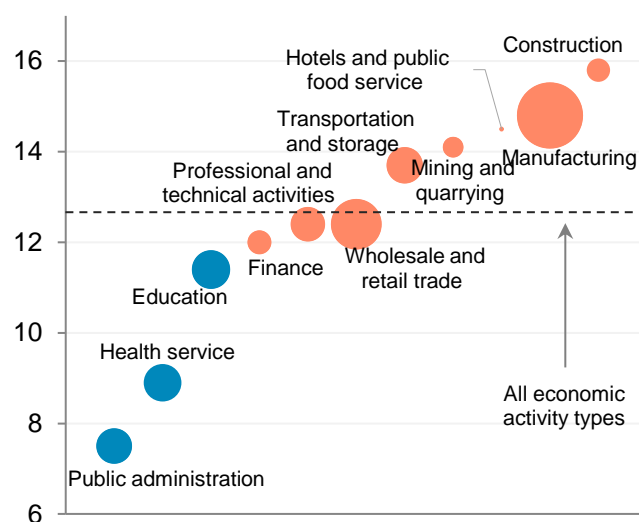 16
14
12
10
8
6
Construction
Hotels and public
food service
Transportation
and storage
Manufacturing
Mining and
quarrying
Professional and
technical activities
Wholesale and
retail trade
Finance
Education
Health service
All economic
activity types
Public administration